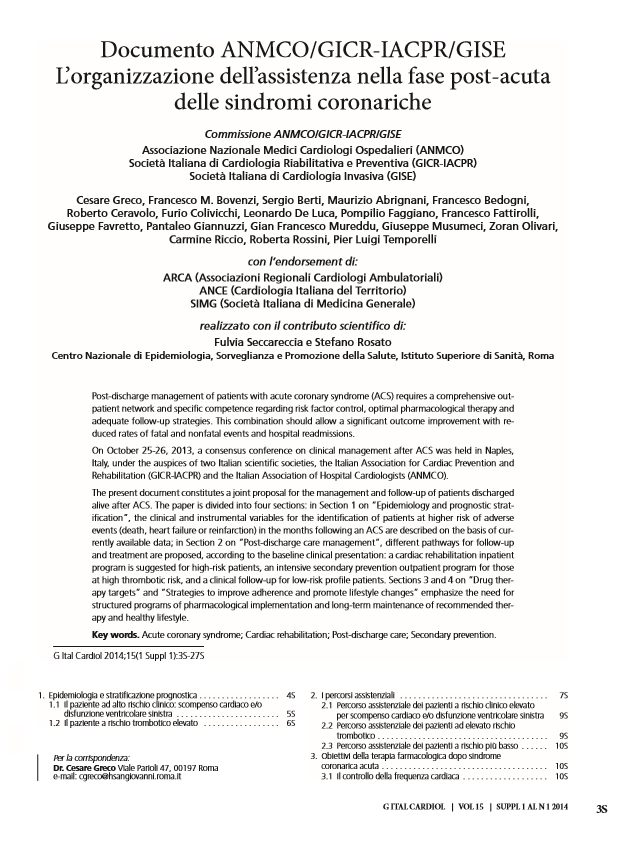 Documento ANMCO/GICR-IACPR/GISE
L'organizzazione dell'assistenza nella fase post-acuta
delle sindromi coronariche
Commissione ANMCO/GICR-IACPR/GISE
Associazione Nazionale Medici Cardiologi Ospedalieri (ANMCO)
Società Italiana di Cardiologia Riabilitativa e Preventiva (GICR-IACPR)
Società Italiana di Cardiologia Invasiva (GISE)
Cesare Greco, Francesco M. Bovenzi, Sergio Berti, Maurizio Abrignani, Francesco Bedogni,
Roberto Ceravolo, Furio Colivicchi, Leonardo De Luca, Pompilio Faggiano, Francesco Fattirolli,
Giuseppe Favretto, Pantaleo Giannuzzi, Gian Francesco Mureddu, Giuseppe Musumeci, Zoran Olivari,
Carmine Riccio, Roberta Rossini, Pier Luigi Temporelli
con l'endorsement di:
ARCA (Associazioni Regionali Cardiologi Ambulatoriali)
ANCE (Cardiologia Italiana del Territorio)
SIMG (Società Italiana di Medicina Generale)
realizzato con il contributo scientifico di:
Fulvia Seccareccia e Stefano Rosato
Centro Nazionale di Epidemiologia, Sorveglianza e Promozione della Salute, Istituto Superiore di Sanità, Roma
Post-discharge management of patients with acute coronary syndrome (ACS) requires a comprehensive out-
patient network and specific competence regarding risk factor control, optimal pharmacological therapy and
adequate follow-up strategies. This combination should allow a significant outcome improvement with re-
duced rates of fatal and nonfatal events and hospital readmissions.
On October 25-26, 2013, a consensus conference on clinical management after ACS was held in Naples,
Italy, under the auspices of two Italian scientific societies, the Italian Association for Cardiac Prevention and
Rehabilitation (GICR-IACPR) and the Italian Association of Hospital Cardiologists (ANMCO).
The present document constitutes a joint proposal for the management and follow-up of patients discharged
alive after ACS. The paper is divided into four sections: in Section 1 on "Epidemiology and prognostic strat-
ification", the clinical and instrumental variables for the identification of patients at higher risk of adverse
events (death, heart failure or reinfarction) in the months following an ACS are described on the basis of cur-
rently available data; in Section 2 on "Post-discharge care management", different pathways for follow-up
and treatment are proposed, according to the baseline clinical presentation: a cardiac rehabilitation inpatient
program is suggested for high-risk patients, an intensive secondary prevention outpatient program for those
at high thrombotic risk, and a clinical follow-up for low-risk profile patients. Sections 3 and 4 on "Drug ther-
apy targets" and "Strategies to improve adherence and promote lifestyle changes" emphasize the need for
structured programs of pharmacological implementation and long-term maintenance of recommended ther-
apy and healthy lifestyle.
Key words. Acute coronary syndrome; Cardiac rehabilitation; Post-discharge care; Secondary prevention.
G Ital Cardiol 2014;15(1 Suppl 1):3S-27S
1. Epidemiologia e stratificazione prognostica . . . . . . . . . . . . . . . . . 4S
1.1 Il paziente ad alto rischio clinico: scompenso cardiaco e/o
disfunzione ventricolare sinistra . . . . . . . . . . . . . . . . . . . . . . 5S
1.2 Il paziente a rischio trombotico elevato . . . . . . . . . . . . . . . . 6S
Per la corrispondenza:
Dr. Cesare Greco Viale Parioli 47, 00197 Roma
e-mail: cgreco@hsangiovanni.roma.it
2. I percorsi assistenziali . . . . . . . . . . . . . . . . . . . . . . . . . . . . . . . 7S
2.1 Percorso assistenziale dei pazienti a rischio clinico elevato
per scompenso cardiaco e/o disfunzione ventricolare sinistra 9S
2.2 Percorso assistenziale dei pazienti ad elevato rischio
trombotico . . . . . . . . . . . . . . . . . . . . . . . . . . . . . . . . . . . . 9S
2.3 Percorso assistenziale dei pazienti a rischio più basso . . . . . . 10S
3. Obiettivi della terapia farmacologica dopo sindrome
coronarica acuta . . . . . . . . . . . . . . . . . . . . . . . . . . . . . . . . . . . 10S
3.1 Il controllo della frequenza cardiaca . . . . . . . . . . . . . . . . . . 10S
G ITAL CARDIOL | VOL 15 | SUPPL 1 AL N 1 2014 3S